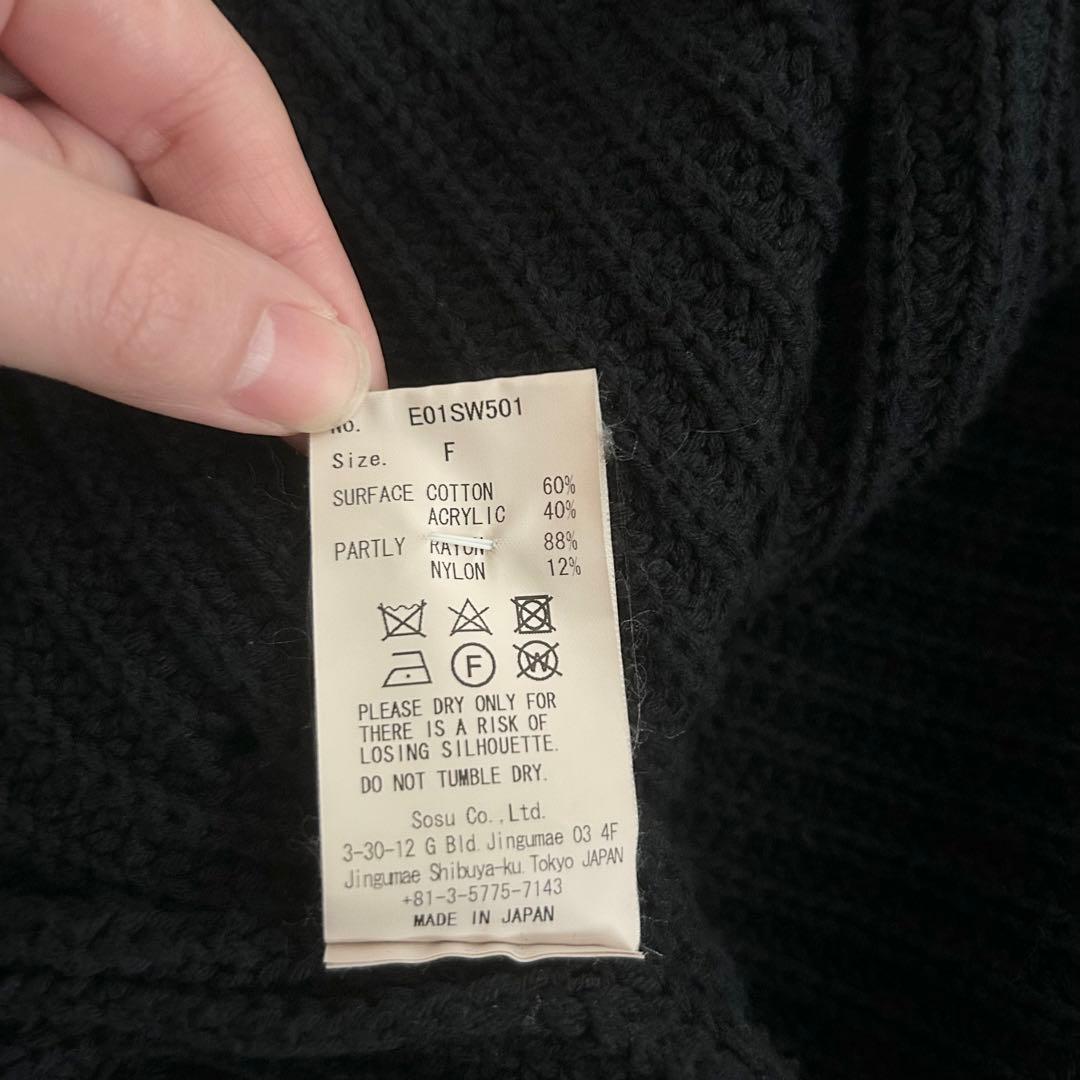 No. E01SW501
Size. F
SURFACE COTTON 60%
ACRYLIC 40%
PARTLY RAYON 88%
NYLON 12%
F W
PLEASE DRY ONLY FOR
THERE IS A RISK OF
LOSING SILHOUETTE.
DO NOT TUMBLE DRY.
Sosu Co.,Ltd.
3-30-12 G Bld. Jingumae 03 4F
Jingumae Shibuya-ku. Tokyo JAPAN
+81-3-5775-7143
MADE IN JAPAN